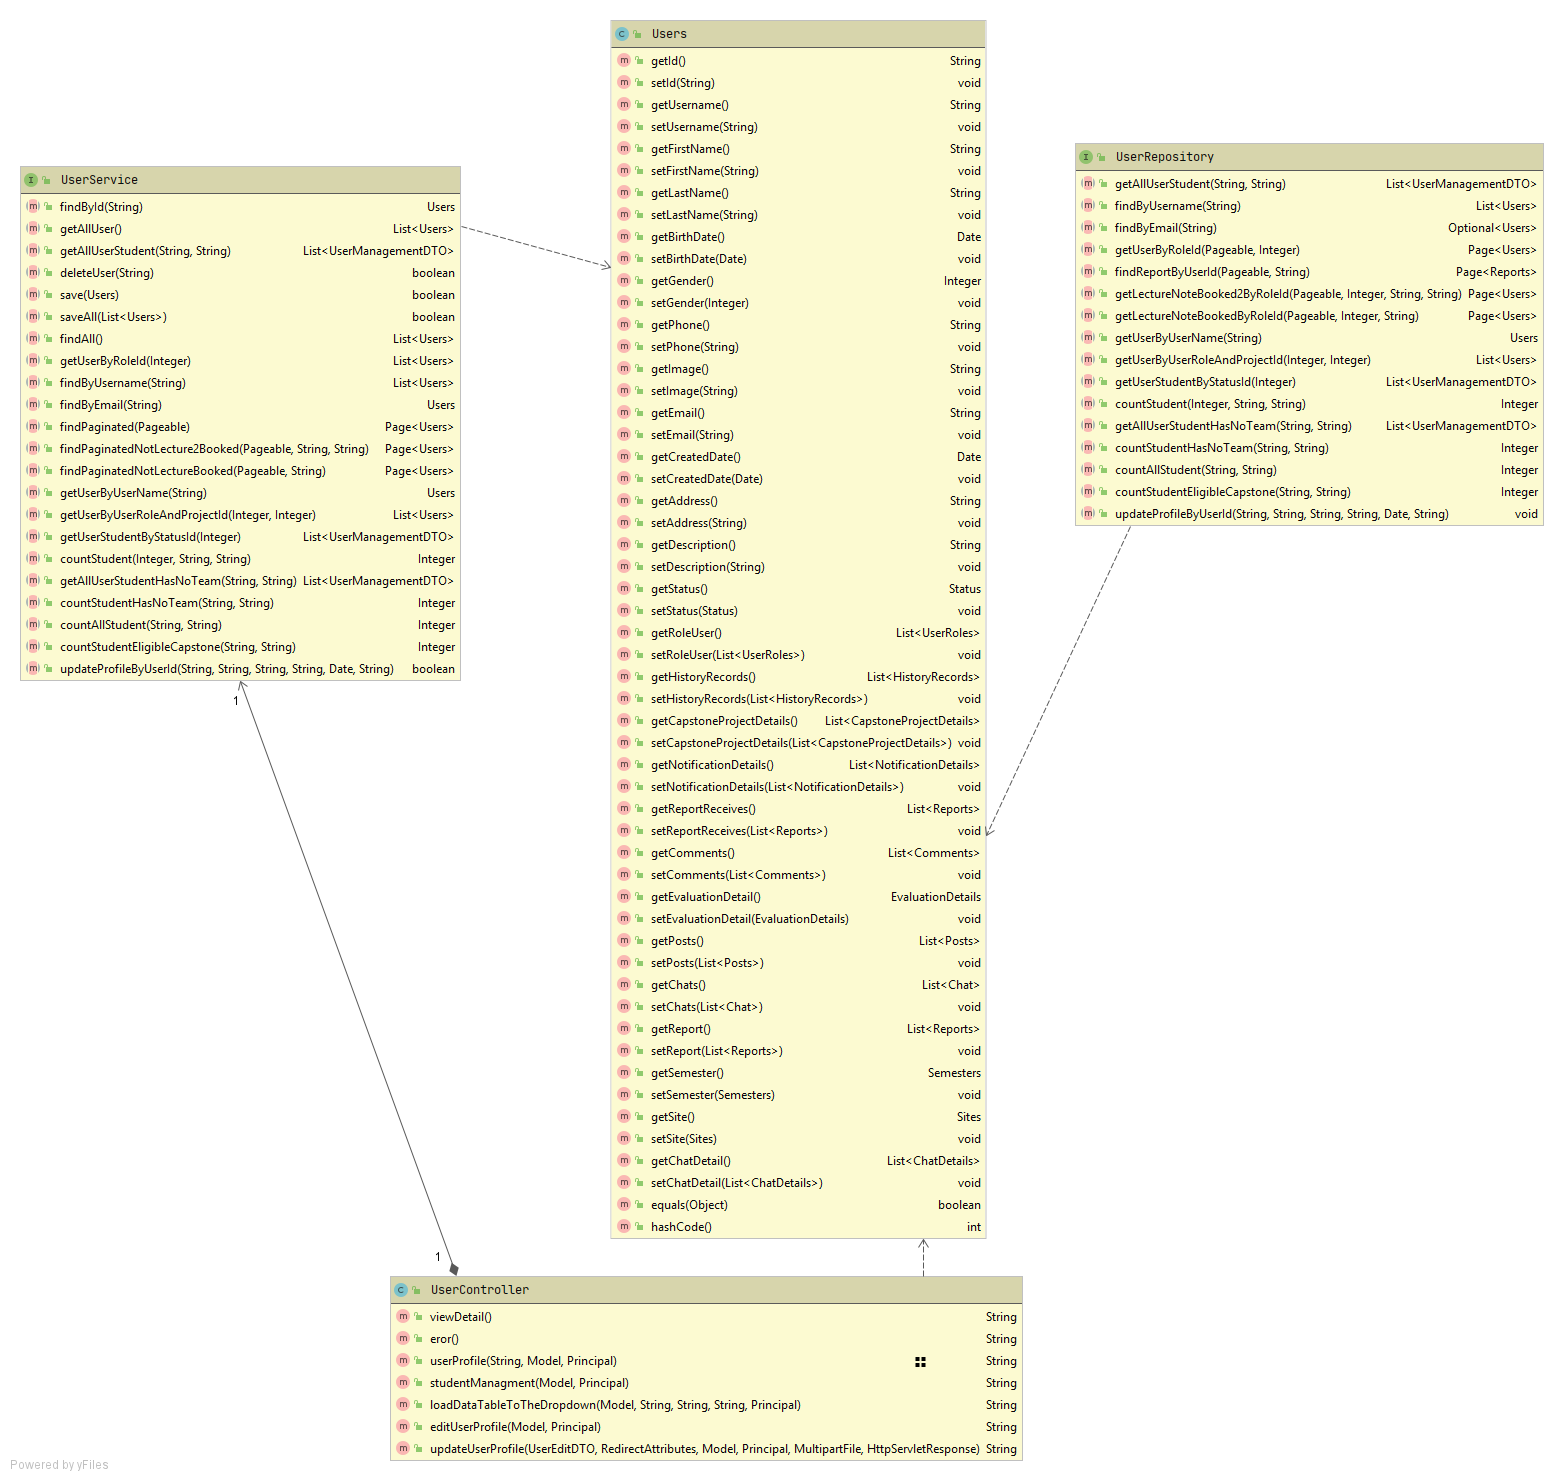 Users
getId() String
setId(String) void
getUsername() String
setUsername(String) void
getFirstName() String
setFirstName(String) void
getLastName() String
setLastName(String) void
getBirthDate() Date
setBirthDate(Date) void
getGender() Integer
setGender(Integer) void
getPhone() String
setPhone(String) void
getImage() String
setImage(String) void
getEmail() String
setEmail(String) void
getCreatedDate() Date
setCreatedDate(Date) void
getAddress() String
setAddress(String) void
getDescription() String
setDescription(String) void
getStatus() Status
setStatus(Status) void
getRoleUser() List<UserRoles>
setRoleUser(List<UserRoles>) void
getHistoryRecords() List<HistoryRecords>
setHistoryRecords(List<HistoryRecords>) void
getCapstoneProjectDetails() List<CapstoneProjectDetails>
setCapstoneProjectDetails(List<CapstoneProjectDetails>) void
getNotificationDetails() List<NotificationDetails>
setNotificationDetails(List<NotificationDetails>) void
getReportReceives() List<Reports>
setReportReceives(List<Reports>) void
getComments() List<Comments>
setComments(List<Comments>) void
getEvaluationDetail() EvaluationDetails
setEvaluationDetail(EvaluationDetails) void
getPosts() List<Posts>
setPosts(List<Posts>) void
getChats() List<Chat>
setChats(List<Chat>) void
getReport() List<Reports>
setReport(List<Reports>) void
getSemester() Semesters
setSemester(Semesters) void
getSite() Sites
setSite(Sites) void
getChatDetail() List<ChatDetails>
setChatDetail(List<ChatDetails>) void
equals(Object) boolean
hashCode() int
UserService
findById(String) Users
getAllUser() List<Users>
getAllUserStudent(String, String) List<UserManagementDTO>
deleteUser(String) boolean
save(Users) boolean
saveAll(List<Users>) boolean
findAll() List<Users>
getUserByRoleId(Integer) List<Users>
findByUsername(String) List<Users>
findByEmail(String) Users
findPaginated(Pageable) Page<Users>
findPaginatedNotLecture2Booked(Pageable, String, String) Page<Users>
findPaginatedNotLectureBooked(Pageable, String) Page<Users>
getUserByUserName(String) Users
getUserByUserRoleAndProjectId(Integer, Integer) List<Users>
getUserStudentByStatusId(Integer) List<UserManagementDTO>
countStudent(Integer, String, String) Integer
getAllUserStudentHasNoTeam(String, String) List<UserManagementDTO>
countStudentHasNoTeam(String, String) Integer
countAllStudent(String, String) Integer
countStudentEligibleCapstone(String, String) Integer
updateProfileByUserId(String, String, String, String, Date, String) boolean
UserRepository
getAllUserStudent(String, String) List<UserManagementDTO>
findByUsername(String) List<Users>
findByEmail(String) Optional<Users>
getUserByRoleId(Pageable, Integer) Page<Users>
findReportByUserId(Pageable, String) Page<Reports>
getLectureNoteBooked2ByRoleId(Pageable, Integer, String, String) Page<Users>
getLectureNoteBookedByRoleId(Pageable, Integer, String) Page<Users>
getUserByUserName(String) Users
getUserByUserRoleAndProjectId(Integer, Integer) List<Users>
getUserStudentByStatusId(Integer) List<UserManagementDTO>
countStudent(Integer, String, String) Integer
getAllUserStudentHasNoTeam(String, String) List<UserManagementDTO>
countStudentHasNoTeam(String, String) Integer
countAllStudent(String, String) Integer
countStudentEligibleCapstone(String, String) Integer
updateProfileByUserId(String, String, String, String, Date, String) void
1
1
UserController
viewDetail() String
eror() String
userProfile(String, Model, Principal) String
studentManagment(Model, Principal) String
loadDataTableToTheDropdown(Model, String, String, String, Principal) String
editUserProfile(Model, Principal) String
updateUserProfile(UserEditDTO, RedirectAttributes, Model, Principal, MultipartFile, HttpServletResponse) String
Powered by yFiles